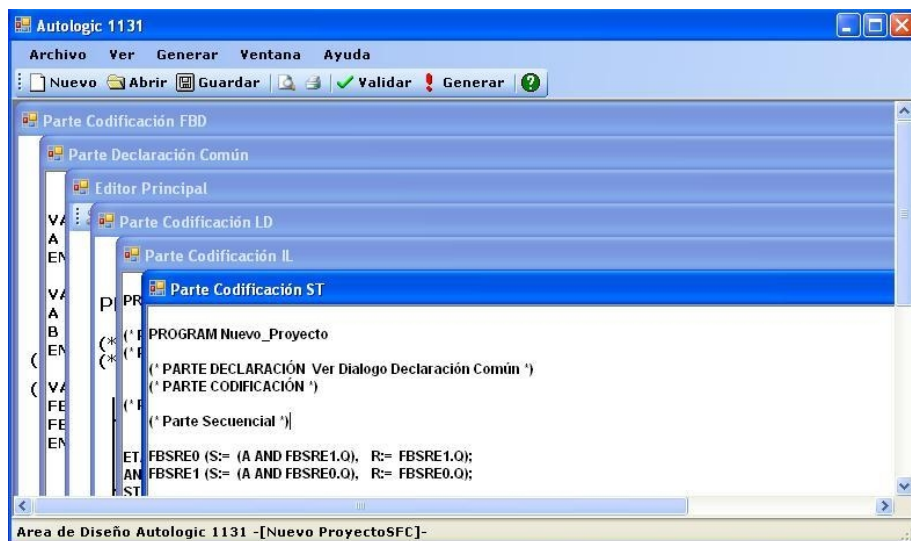 Autologic 1131
Archivo Ver Generar Ventana Ayuda
Nuevo Abrir Guardar Validar Generar
Parte Codificación FBD
Parte Declaración Común
Editor Principal
Parte Codificación LD
Parte Codificación IL
Parte Codificación ST
PROGRAM Nuevo_Proyecto
(* PARTE DECLARACIÓN Ver Dialogo Declaración Común *)
(* PARTE CODIFICACIÓN *)
(* Parte Secuencial *)
FBSRE0 (S:= (A AND FBSRE1.Q), R:= FBSRE1.Q);
FBSRE1 (S:= (A AND FBSRE0.Q), R:= FBSRE0.Q);
Area de Diseño Autologic 1131 -[Nuevo ProyectoSFC]-